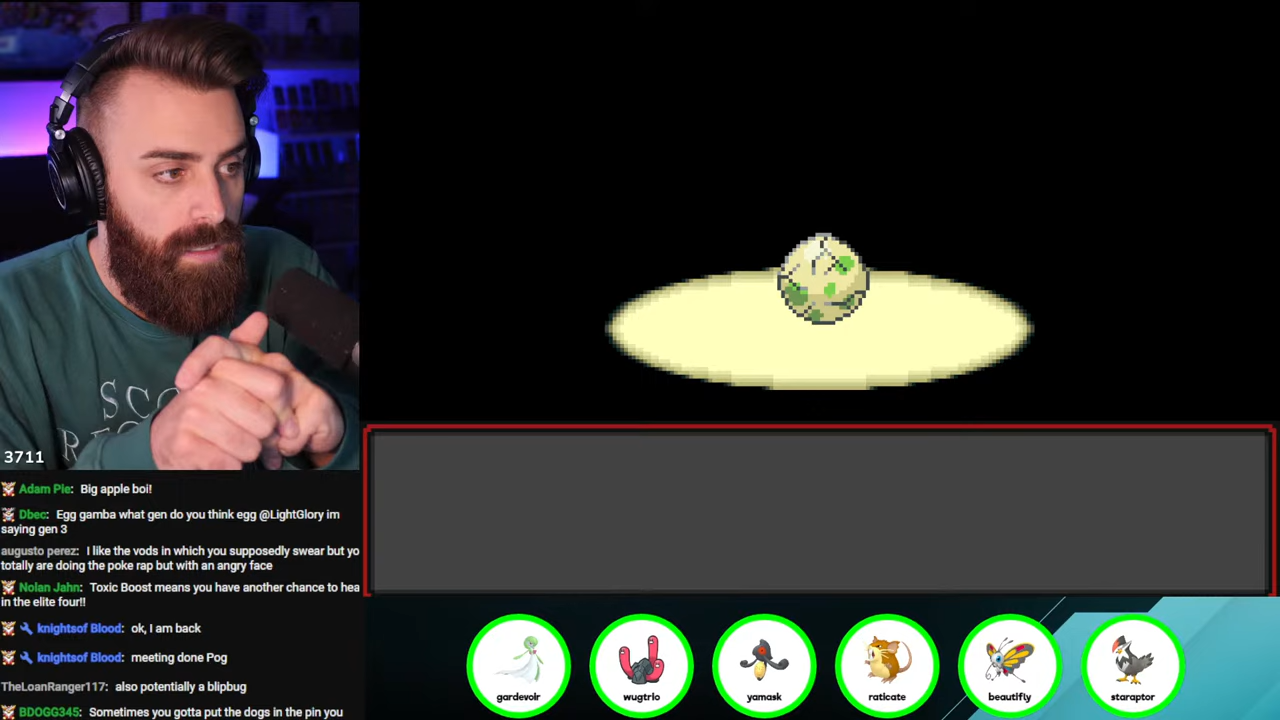 SC
RE
3711
Adam Pie: Big apple boi!
Dbec: Egg gamba what gen do you think egg @LightGlory im
saying gen 3
augusto perez: I like the vods in which you supposedly swear but yo
totally are doing the poke rap but with an angry face
Nolan Jahn: Toxic Boost means you have another chance to hea
in the elite four!!
knightsof Blood: ok, I am back
knightsof Blood: meeting done Pog
TheLoanRanger117: also potentially a blipbug
BDOGG345: Sometimes you gotta put the dogs in the pin you
gardevoir
wugtrio
yamask
raticate
beautifly
staraptor